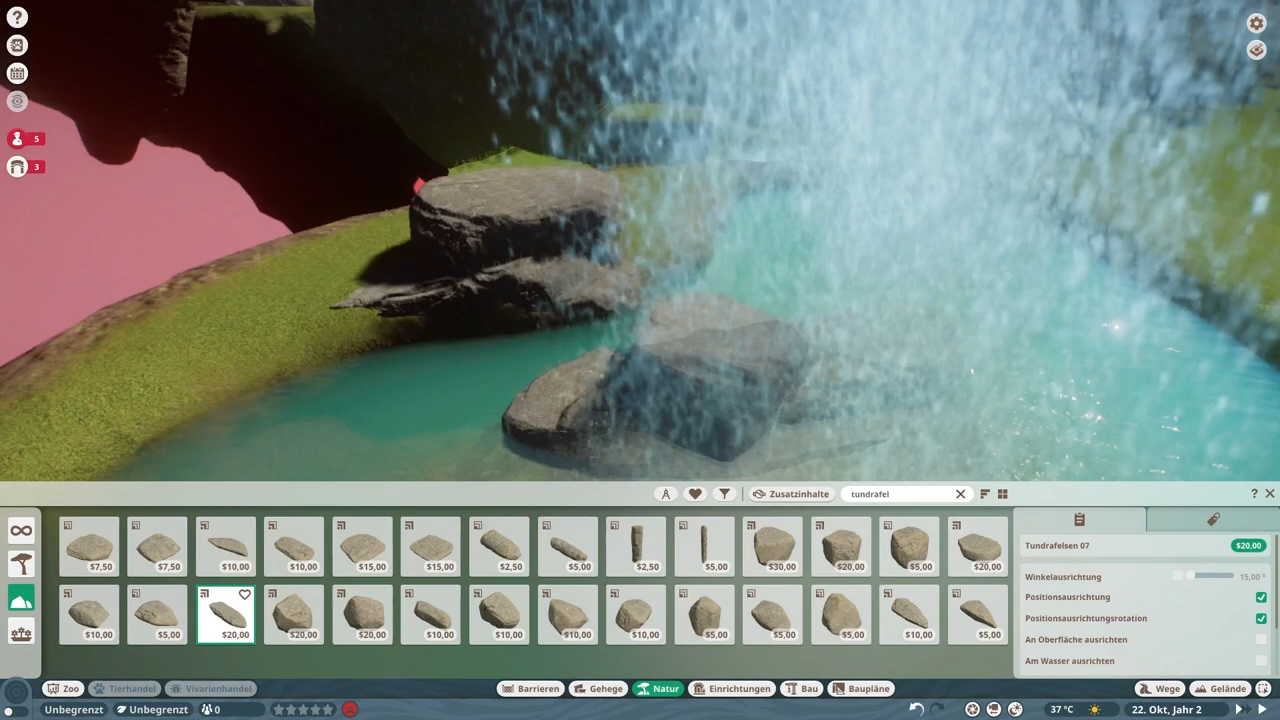 5
3
Zusatzinhalte
tundrafel
?
$7,50
$7,50
$10,00
$10,00
$15,00
$15,00
$2,50
$5,00
$2,50
$5,00
$30,00
$20,00
$5,00
$20,00
$10,00
$5,00
$20,00
$20,00
$20,00
$10,00
$10,00
$10,00
$10,00
$5,00
$5,00
$5,00
$10,00
$5,00
Tundrafelsen 07
$20,00
Winkelausrichtung
15,00 °
Positionsausrichtung
Positionsausrichtungsrotation
An Oberfläche ausrichten
Am Wasser ausrichten
Zoo
Tierhandel
Vivarienhandel
Barrieren
Gehege
Natur
Einrichtungen
Bau
Baupläne
Wege
Gelände
Unbegrenzt
Unbegrenzt
0
37 °C
22. Okt, Jahr 2